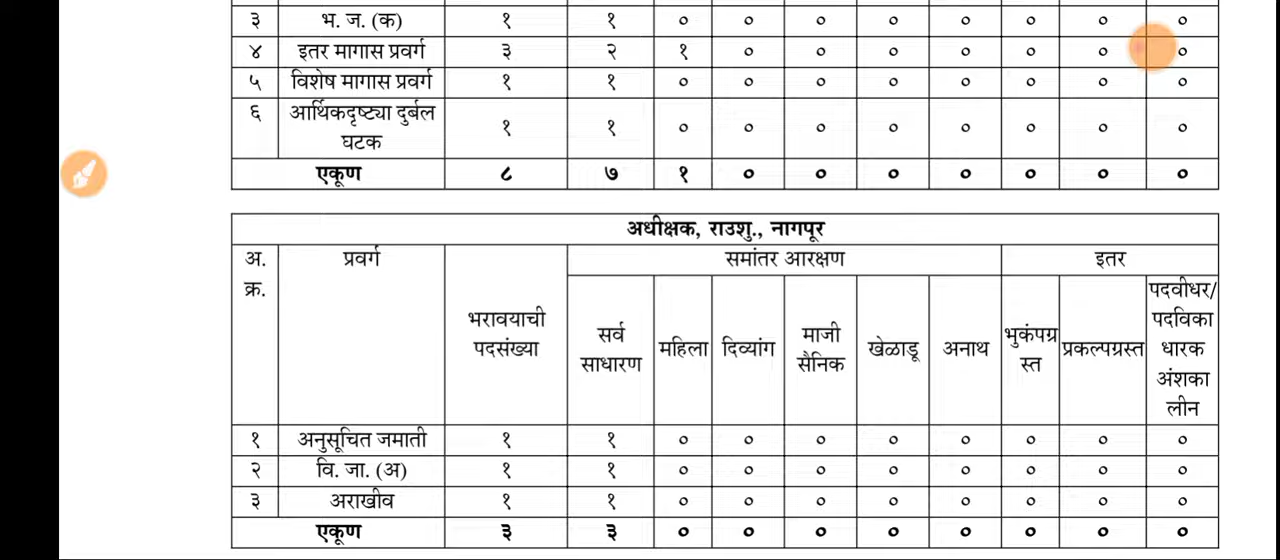 ३ भ. ज. (क) १ १ ० ० ० ० ० ० ० ०
४ इतर मागास प्रवर्ग ३ २ १ ० ० ० ० ० ० ०
५ विशेष मागास प्रवर्ग १ १ ० ० ० ० ० ० ० ०
६ आर्थिकदृष्ट्या दुर्बल घटक १ १ ० ० ० ० ० ० ० ०
एकूण ८ ७ १ ० ० ० ० ० ० ०
अधीक्षक, राउशु., नागपूर
अ. क्र. प्रवर्ग भरावयाची पदसंख्या समांतर आरक्षण इतर
सर्व साधारण महिला दिव्यांग माजी सैनिक खेळाडू अनाथ भुकंपग्रस्त प्रकल्पग्रस्त पदवीधर/पदविका धारक अंशकालीन
१ अनुसूचित जमाती १ १ ० ० ० ० ० ० ० ०
२ वि. जा. (अ) १ १ ० ० ० ० ० ० ० ०
३ अराखीव १ १ ० ० ० ० ० ० ० ०
एकूण ३ ३ ० ० ० ० ० ० ० ०